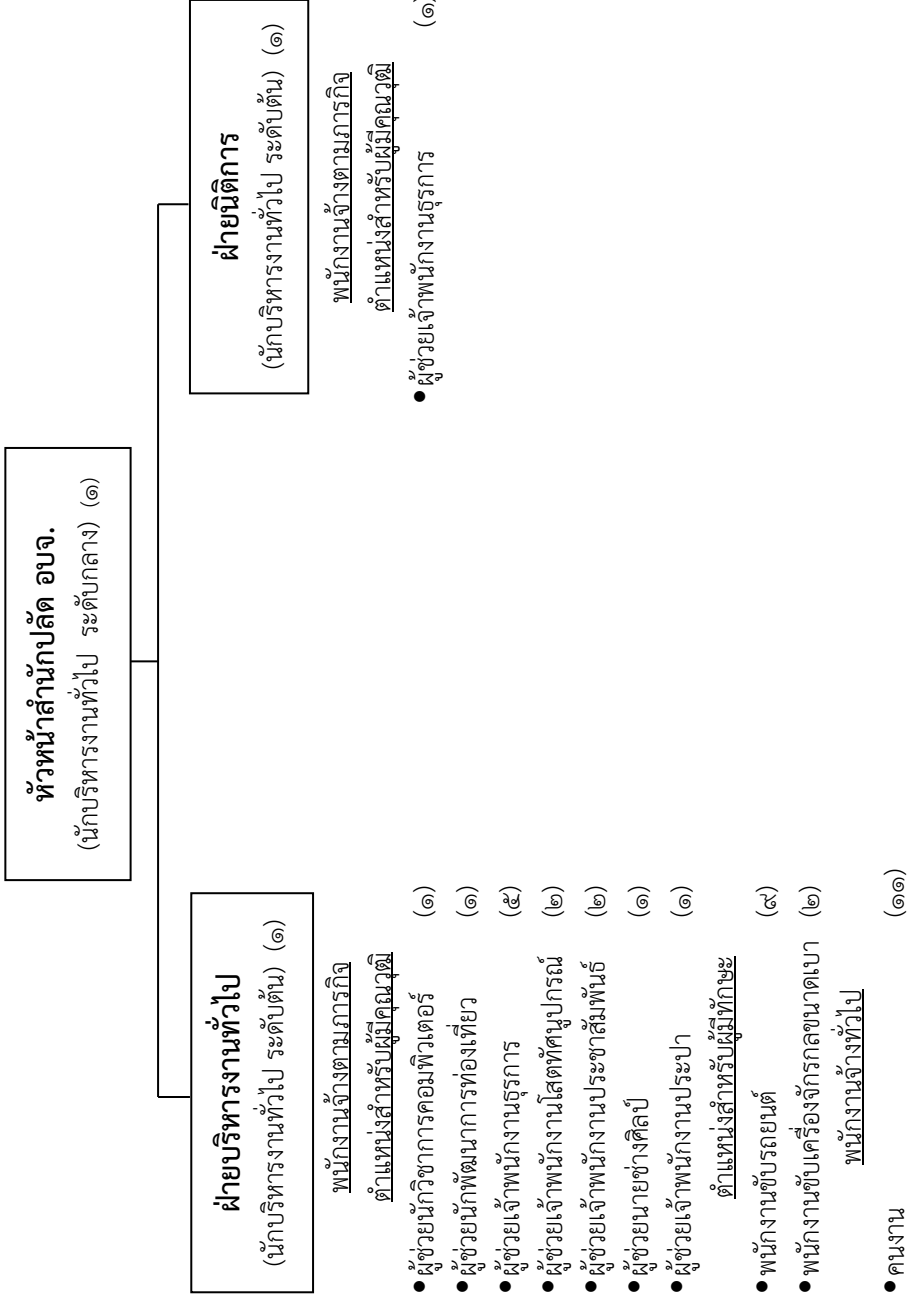 หัวหน้าสำนักปลัด อบจ.
(นักบริหารงานทั่วไป ระดับกลาง) (๑)
ฝ่ายบริหารงานทั่วไป
(นักบริหารงานทั่วไป ระดับต้น) (๑)
พนักงานจ้างตามภารกิจ
ตำแหน่งสำหรับผู้มีคุณวุฒิ
●ผู้ช่วยนักวิชาการคอมพิวเตอร์ (๑)
●ผู้ช่วยนักพัฒนาการท่องเที่ยว (๑)
●ผู้ช่วยเจ้าพนักงานธุรการ (๕)
●ผู้ช่วยเจ้าพนักงานโสตทัศนูปกรณ์ (๒)
●ผู้ช่วยเจ้าพนักงานประชาสัมพันธ์ (๒)
●ผู้ช่วยนายช่างศิลป์ (๑)
●ผู้ช่วยเจ้าพนักงานประปา (๑)
ตำแหน่งสำหรับผู้มีทักษะ
●พนักงานขับรถยนต์ (๙)
●พนักงานขับเครื่องจักรกลขนาดเบา (๒)
พนักงานจ้างทั่วไป
●คนงาน (๑๑)
ฝ่ายนิติการ
(นักบริหารงานทั่วไป ระดับต้น) (๑)
พนักงานจ้างตามภารกิจ
ตำแหน่งสำหรับผู้มีคุณวุฒิ
●ผู้ช่วยเจ้าพนักงานธุรการ (๑)